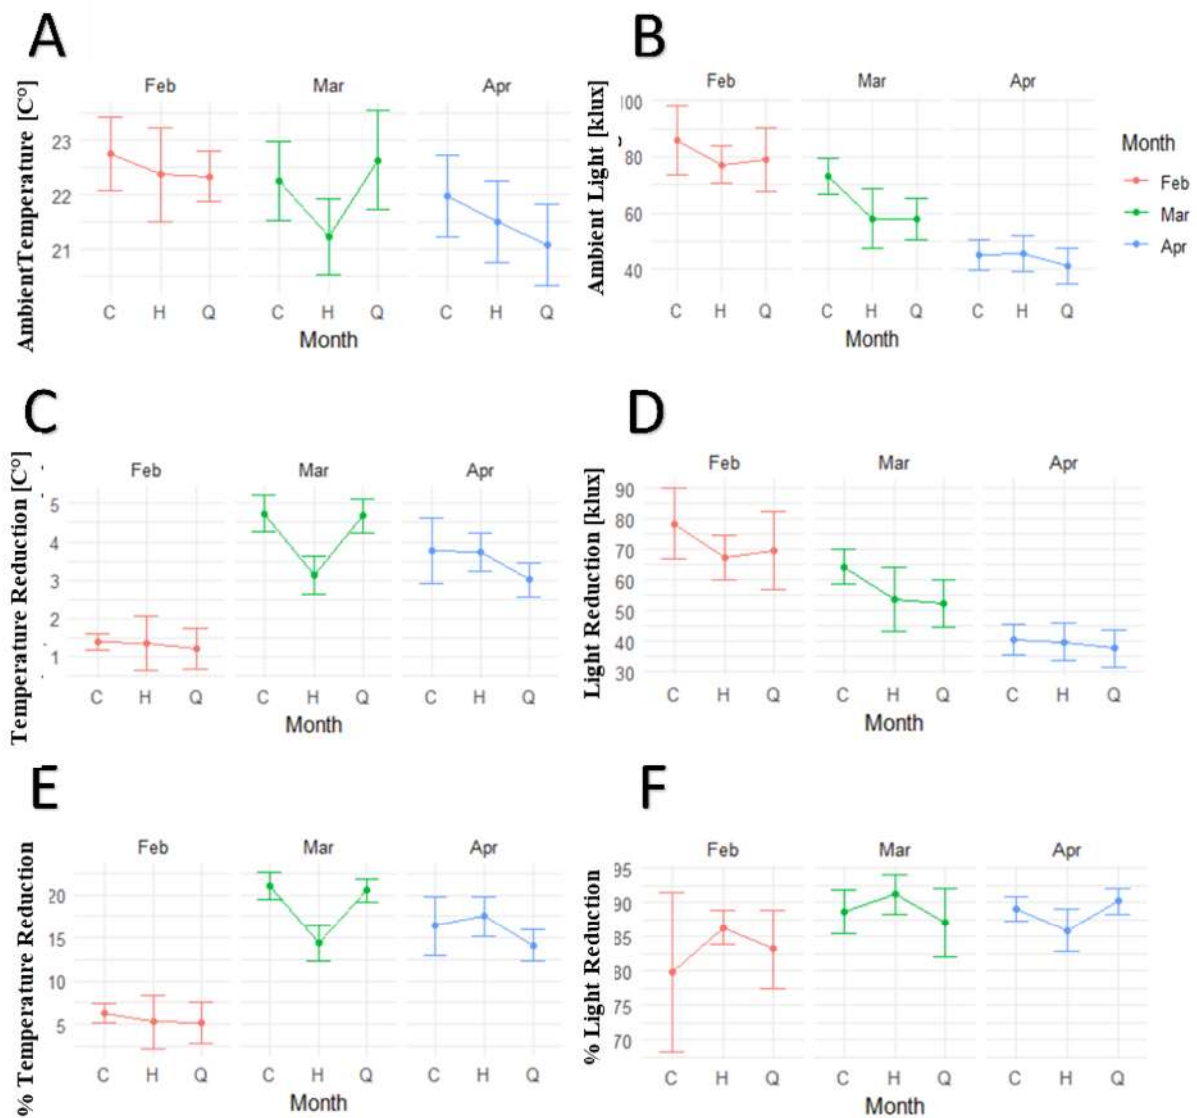 A
B
AmbientTemperature [C°]
Feb Mar Apr
23
22
21
C H Q C H Q C H Q
Month
Ambient Light [klux]
Feb Mar Apr
100
80
60
40
C H Q C H Q C H Q
Month
Month
Feb
Mar
Apr
C
D
Temperature Reduction [C°]
Feb Mar Apr
5
4
3
2
1
C H Q C H Q C H Q
Month
Light Reduction [klux]
Feb Mar Apr
90
80
70
60
50
40
30
C H Q C H Q C H Q
Month
E
F
% Temperature Reduction
Feb Mar Apr
20
15
10
5
C H Q C H Q C H Q
Month
% Light Reduction
Feb Mar Apr
95
90
85
80
75
70
C H Q C H Q C H Q
Month